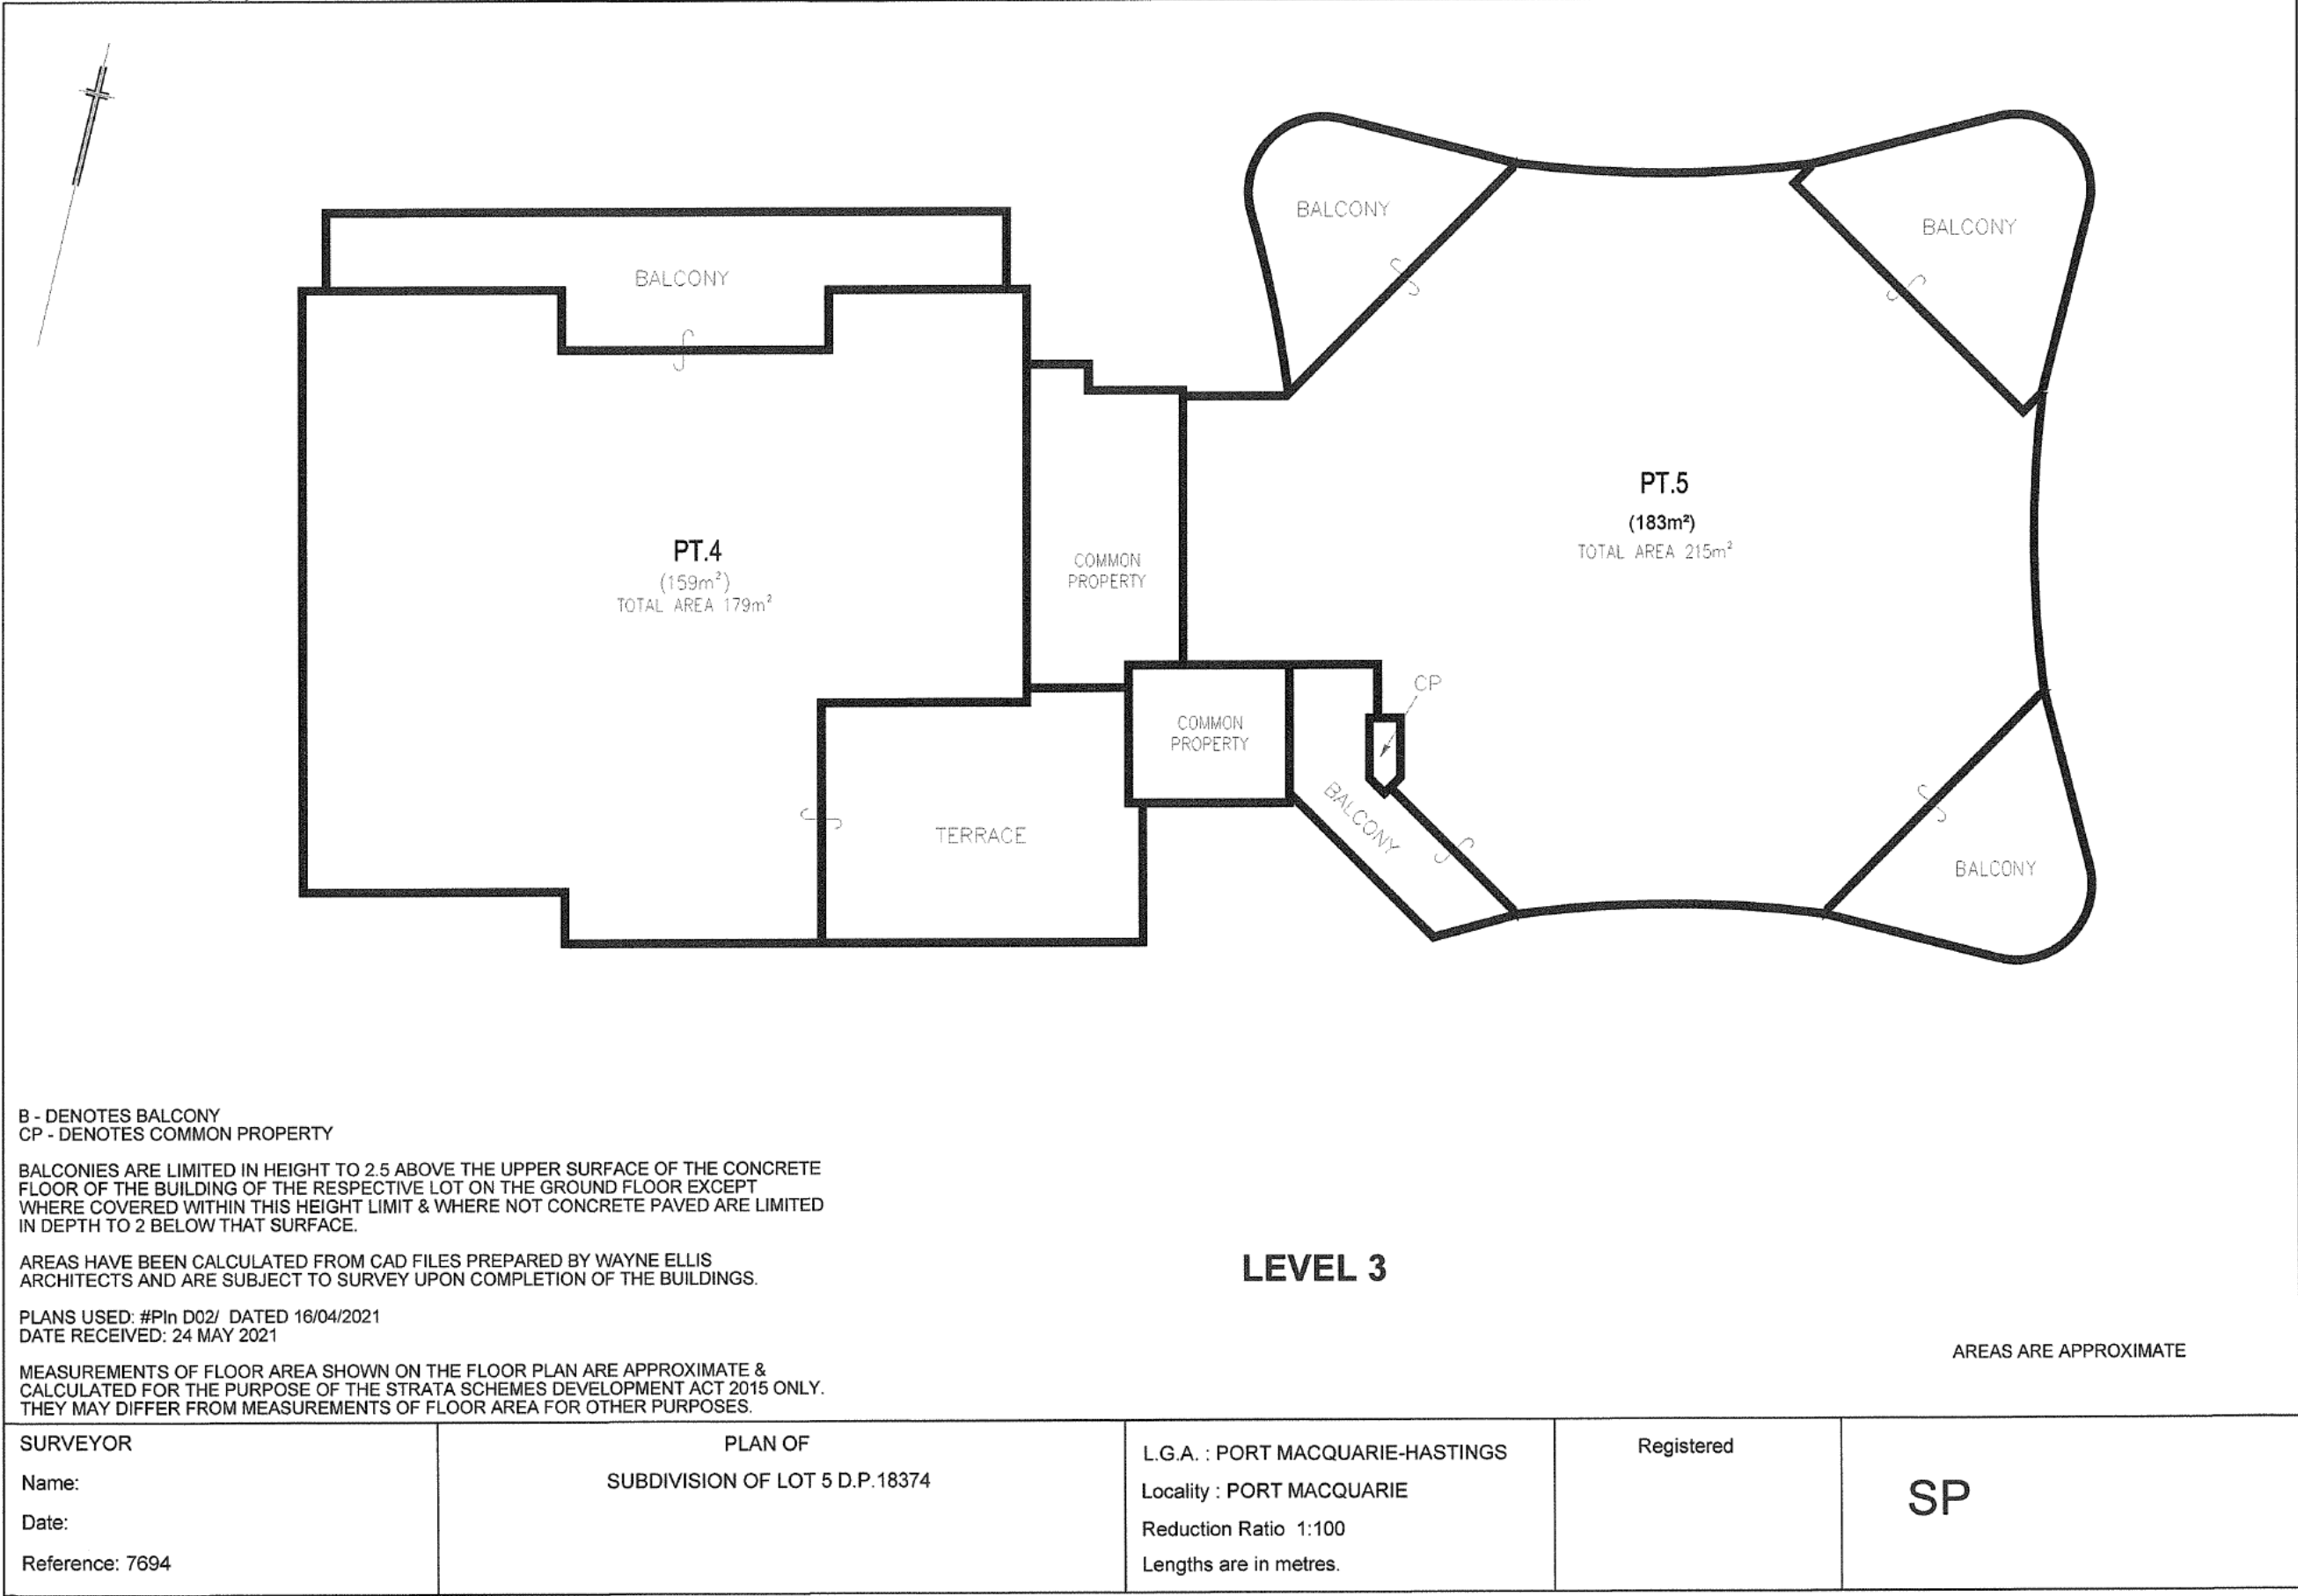 BALCONY
BALCONY
BALCONY
PT.4
(159m²)
TOTAL AREA 179m²
COMMON
PROPERTY
PT.5
(183m²)
TOTAL AREA 215m²
CP
COMMON
PROPERTY
TERRACE
BALCONY
BALCONY
B - DENOTES BALCONY
CP - DENOTES COMMON PROPERTY
BALCONIES ARE LIMITED IN HEIGHT TO 2.5 ABOVE THE UPPER SURFACE OF THE CONCRETE
FLOOR OF THE BUILDING OF THE RESPECTIVE LOT ON THE GROUND FLOOR EXCEPT
WHERE COVERED WITHIN THIS HEIGHT LIMIT & WHERE NOT CONCRETE PAVED ARE LIMITED
IN DEPTH TO 2 BELOW THAT SURFACE.
AREAS HAVE BEEN CALCULATED FROM CAD FILES PREPARED BY WAYNE ELLIS
ARCHITECTS AND ARE SUBJECT TO SURVEY UPON COMPLETION OF THE BUILDINGS.
PLANS USED: #Pln D02/ DATED 16/04/2021
DATE RECEIVED: 24 MAY 2021
MEASUREMENTS OF FLOOR AREA SHOWN ON THE FLOOR PLAN ARE APPROXIMATE &
CALCULATED FOR THE PURPOSE OF THE STRATA SCHEMES DEVELOPMENT ACT 2015 ONLY.
THEY MAY DIFFER FROM MEASUREMENTS OF FLOOR AREA FOR OTHER PURPOSES.
LEVEL 3
AREAS ARE APPROXIMATE
SURVEYOR
Name:
Date:
Reference: 7694
PLAN OF
SUBDIVISION OF LOT 5 D.P.18374
L.G.A. : PORT MACQUARIE-HASTINGS
Locality : PORT MACQUARIE
Reduction Ratio 1:100
Lengths are in metres.
Registered
SP